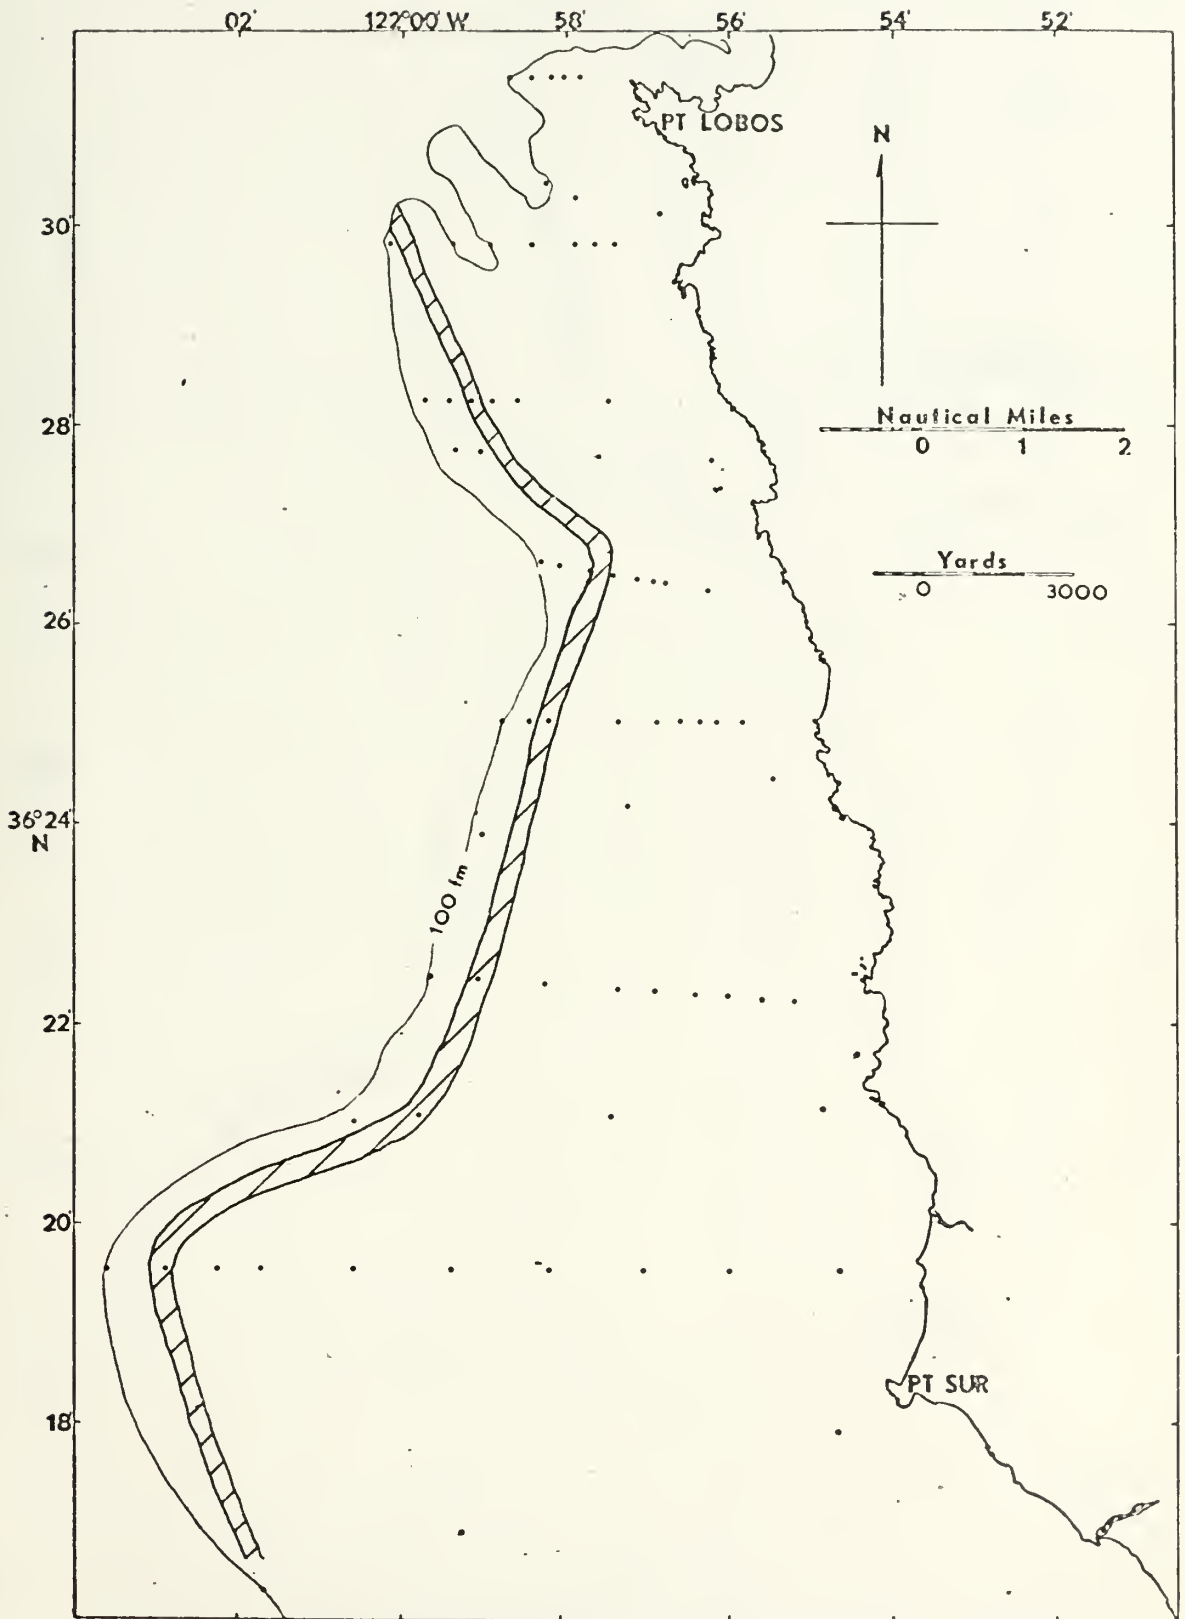 02'
122°00' W
58'
56'
54'
52'
PT LOBOS
N
30'
28'
Nautical Miles
0 1 2
Yards
0 3000
26'
36°24'
N
100 fm
22'
20'
PT SUR
18'